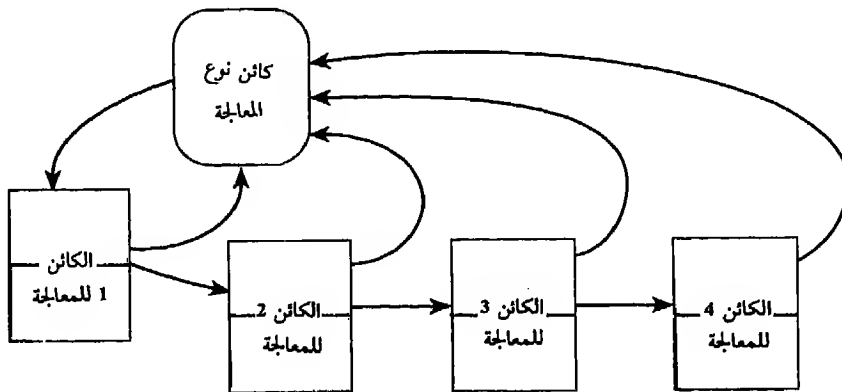 كائن نوع
المعالجة
الكائن
1 للمعالجة
الكائن 2
للمعالجة
الكائن 3
للمعالجة
الكائن 4
للمعالجة